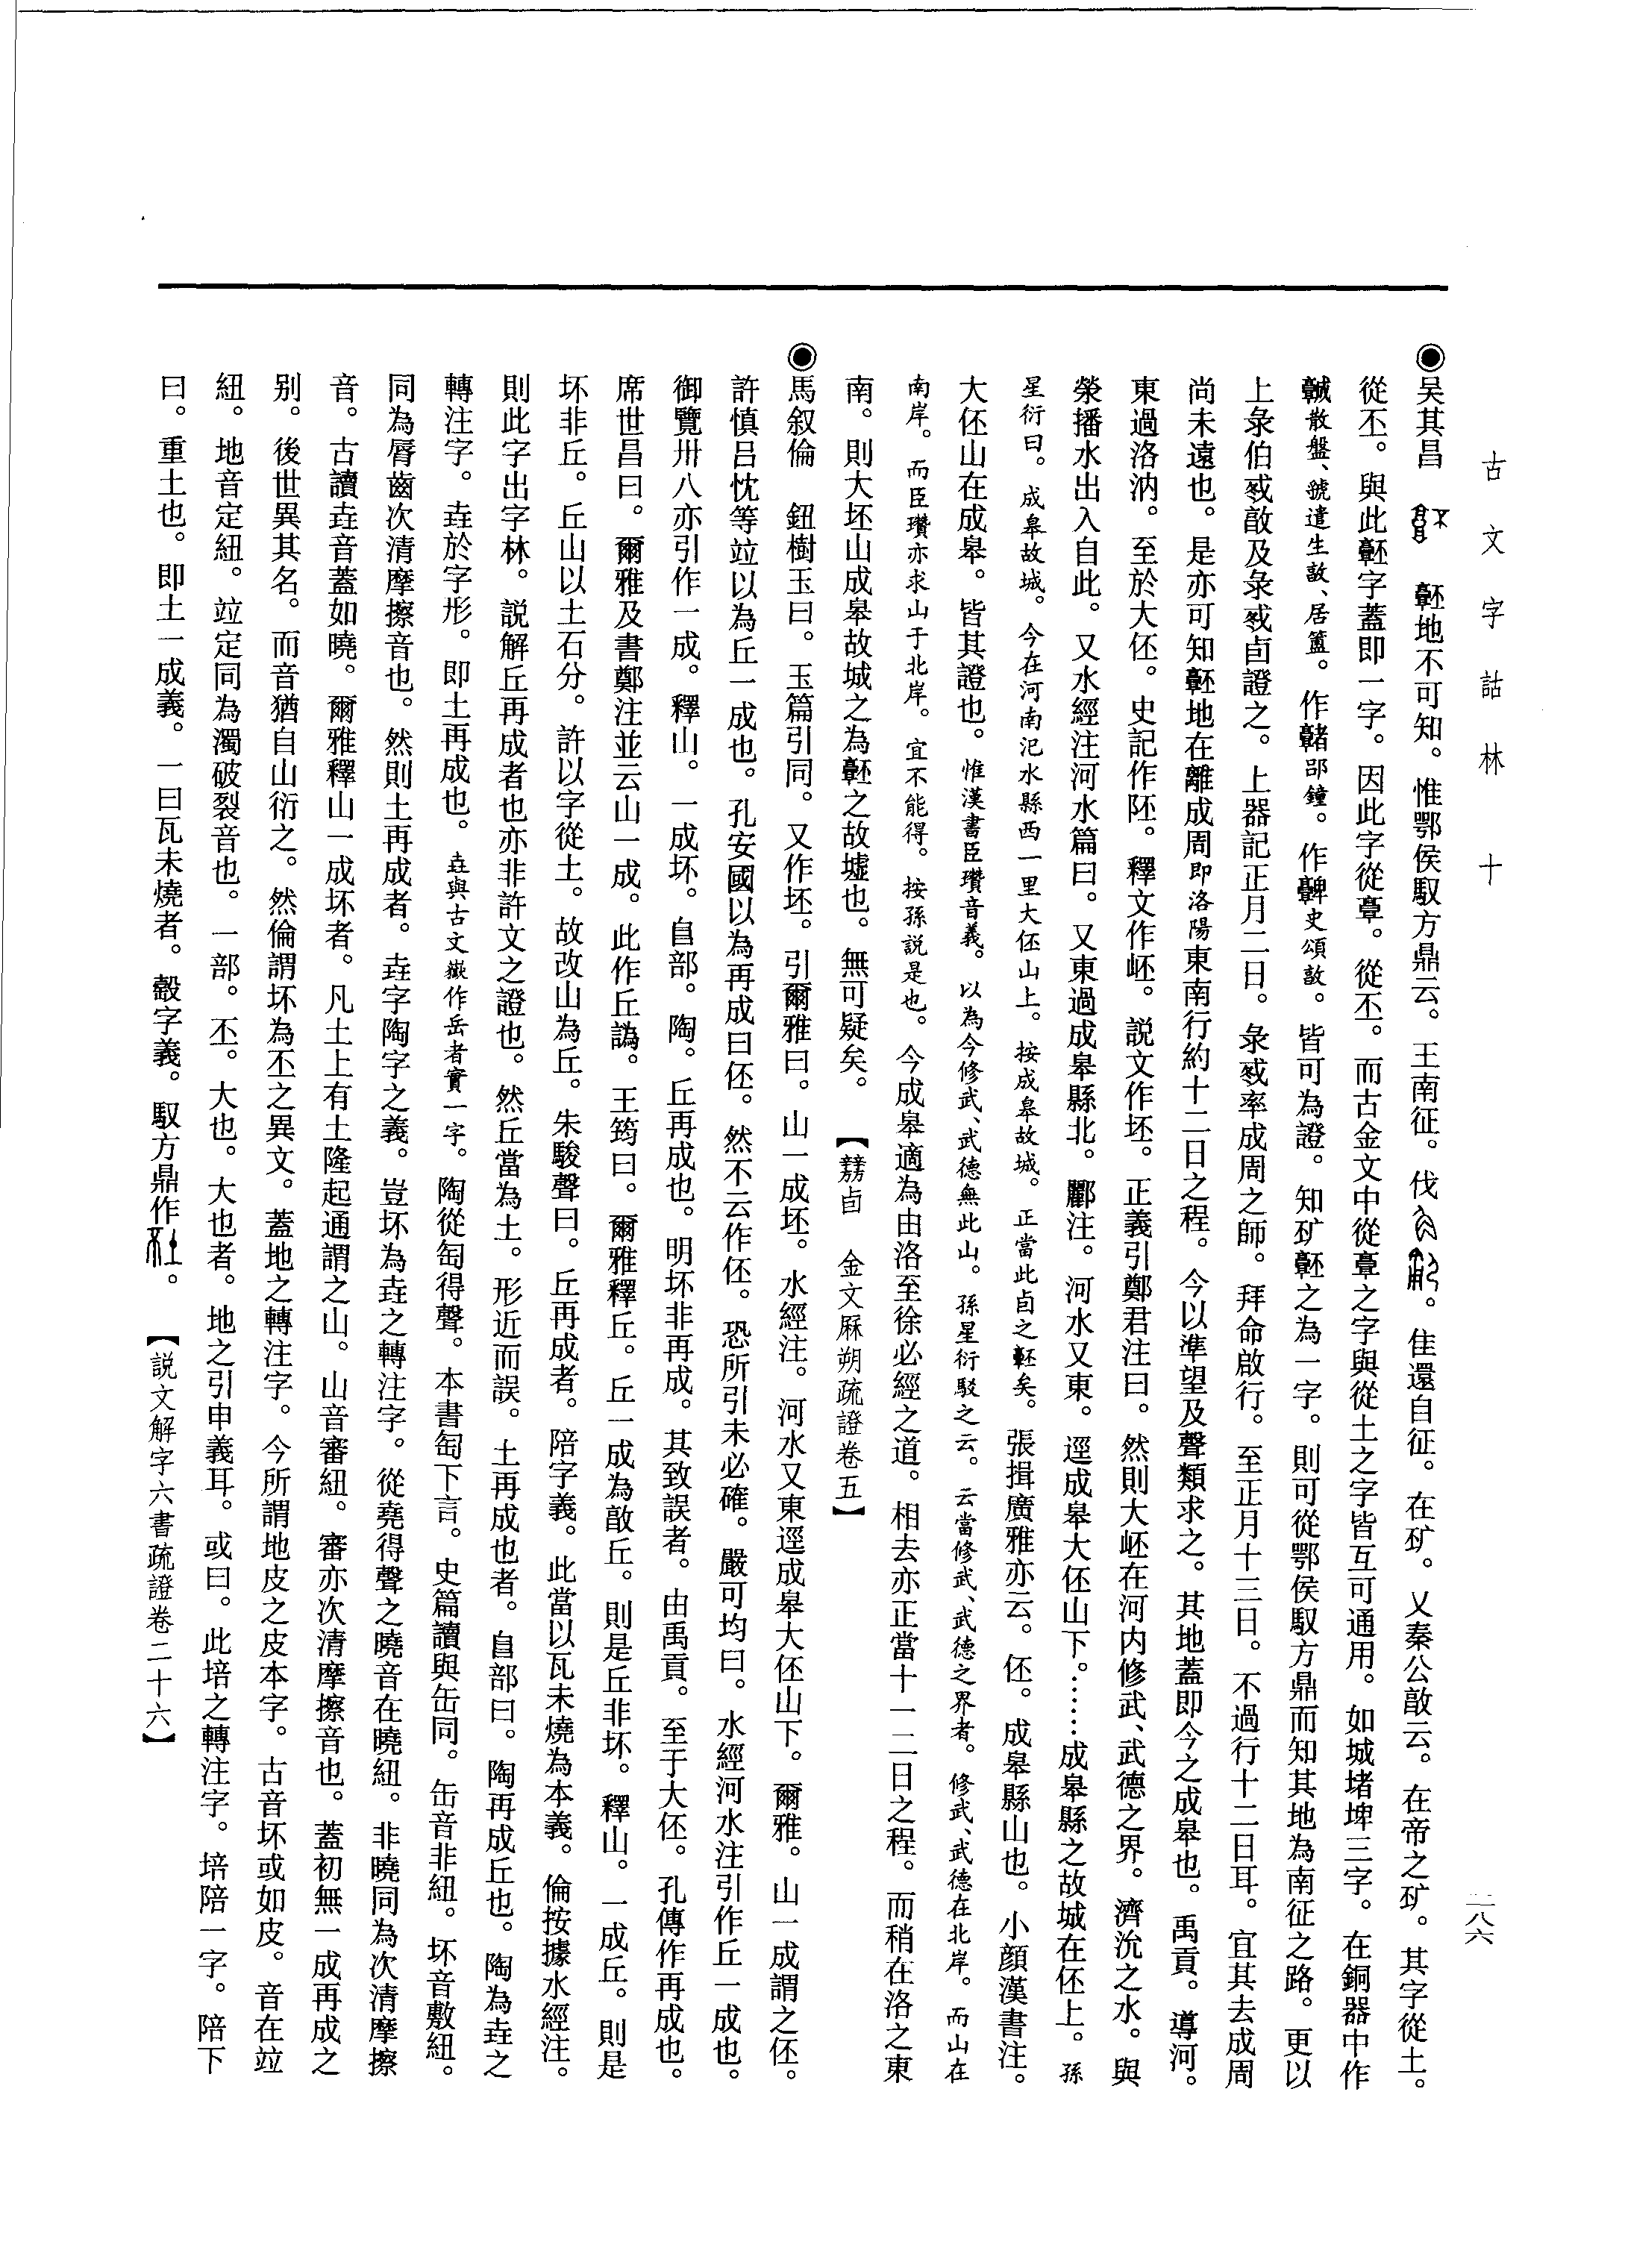 古文字詁林 十
二八六
◉吴其昌 𩫨地不可知。惟鄂侯馭方鼎云。王南征。伐。隹還自征。在矿。乂秦公敦云。在帝之矿。其字從土。
從丕。與此字蓋即一字。因此字從𩫖。從丕。而古金文中從𩫖之字與從土之字皆互可通用。如城堵埤三字。在銅器中作
散盤、虢遣生敦、居簋。作郘鐘。作史頌敦。皆可為證。知矿之為一字。則可從鄂侯馭方鼎而知其地為南征之路。更以
上彔伯㦰敦及彔㦰卣證之。上器記正月二日。彔㦰率成周之師。拜命啟行。至正月十三日。不過行十二日耳。宜其去成周
尚未遠也。是亦可知地在離成周即洛陽東南行約十二日之程。今以準望及聲類求之。其地蓋即今之成皋也。禹貢。導河。
東過洛汭。至於大伾。史記作邳。釋文作岯。説文作坯。正義引鄭君注曰。然則大岯在河内修武、武德之界。濟沇之水。與
滎播水出入自此。又水經注河水篇曰。又東過成皋縣北。酈注。河水又東。逕成皋大伾山下。……成皋縣之故城在伾上。孫
星衍曰。成皋故城。今在河南汜水縣西一里大伾山上。按成皋故城。正當此卣之矣。張揖廣雅亦云。伾。成皋縣山也。小顔漢書注。
大伾山在成皋。皆其證也。惟漢書臣瓚音義。以為今修武、武德無此山。孫星衍駁之云。云當修武、武德之界者。修武、武德在北岸。而山在
南岸。而臣瓚亦求山于北岸。宜不能得。按孫説是也。今成皋適為由洛至徐必經之道。相去亦正當十一二日之程。而稍在洛之東
南。則大坯山成皋故城之為之故墟也。無可疑矣。【卣 金文厤朔疏證卷五】
◉馬叙倫 鈕樹玉曰。玉篇引同。又作坯。引爾雅曰。山一成坯。水經注。河水又東逕成皋大伾山下。爾雅。山一成謂之伾。
許慎吕忱等竝以為丘一成也。孔安國以為再成曰伾。然不云作伾。恐所引未必確。嚴可均曰。水經河水注引作丘一成也。
御覽卅八亦引作一成。釋山。一成坏。𨸏部。陶。丘再成也。明坏非再成。其致誤者。由禹貢。至于大伾。孔傳作再成也。
席世昌曰。爾雅及書鄭注並云山一成。此作丘譌。王筠曰。爾雅釋丘。丘一成為敦丘。則是丘非坏。釋山。一成丘。則是
坏非丘。丘山以土石分。許以字從土。故改山為丘。朱駿聲曰。丘再成者。陪字義。此當以瓦未燒為本義。倫按據水經注。
則此字出字林。説解丘再成者也亦非許文之證也。然丘當為土。形近而誤。土再成也者。𨸏部曰。陶再成丘也。陶為垚之
轉注字。垚於字形。即土再成也。垚與古文嶽作岳者實一字。陶從匋得聲。本書匋下言。史篇讀與缶同。缶音非紐。坏音敷紐。
同為脣齒次清摩擦音也。然則土再成者。垚字陶字之義。豈坏為垚之轉注字。從堯得聲之曉音在曉紐。非曉同為次清摩擦
音。古讀垚音蓋如曉。爾雅釋山一成坏者。凡土上有土隆起通謂之山。山音審紐。審亦次清摩擦音也。蓋初無一成再成之
别。後世異其名。而音猶自山衍之。然倫謂坏為丕之異文。蓋地之轉注字。今所謂地皮之皮本字。古音坏或如皮。音在竝
紐。地音定紐。竝定同為濁破裂音也。一部。丕。大也。大也者。地之引申義耳。或曰。此培之轉注字。培陪一字。陪下
曰。重土也。即土一成義。一曰瓦未燒者。㱿字義。馭方鼎作。【説文解字六書疏證卷二十六】